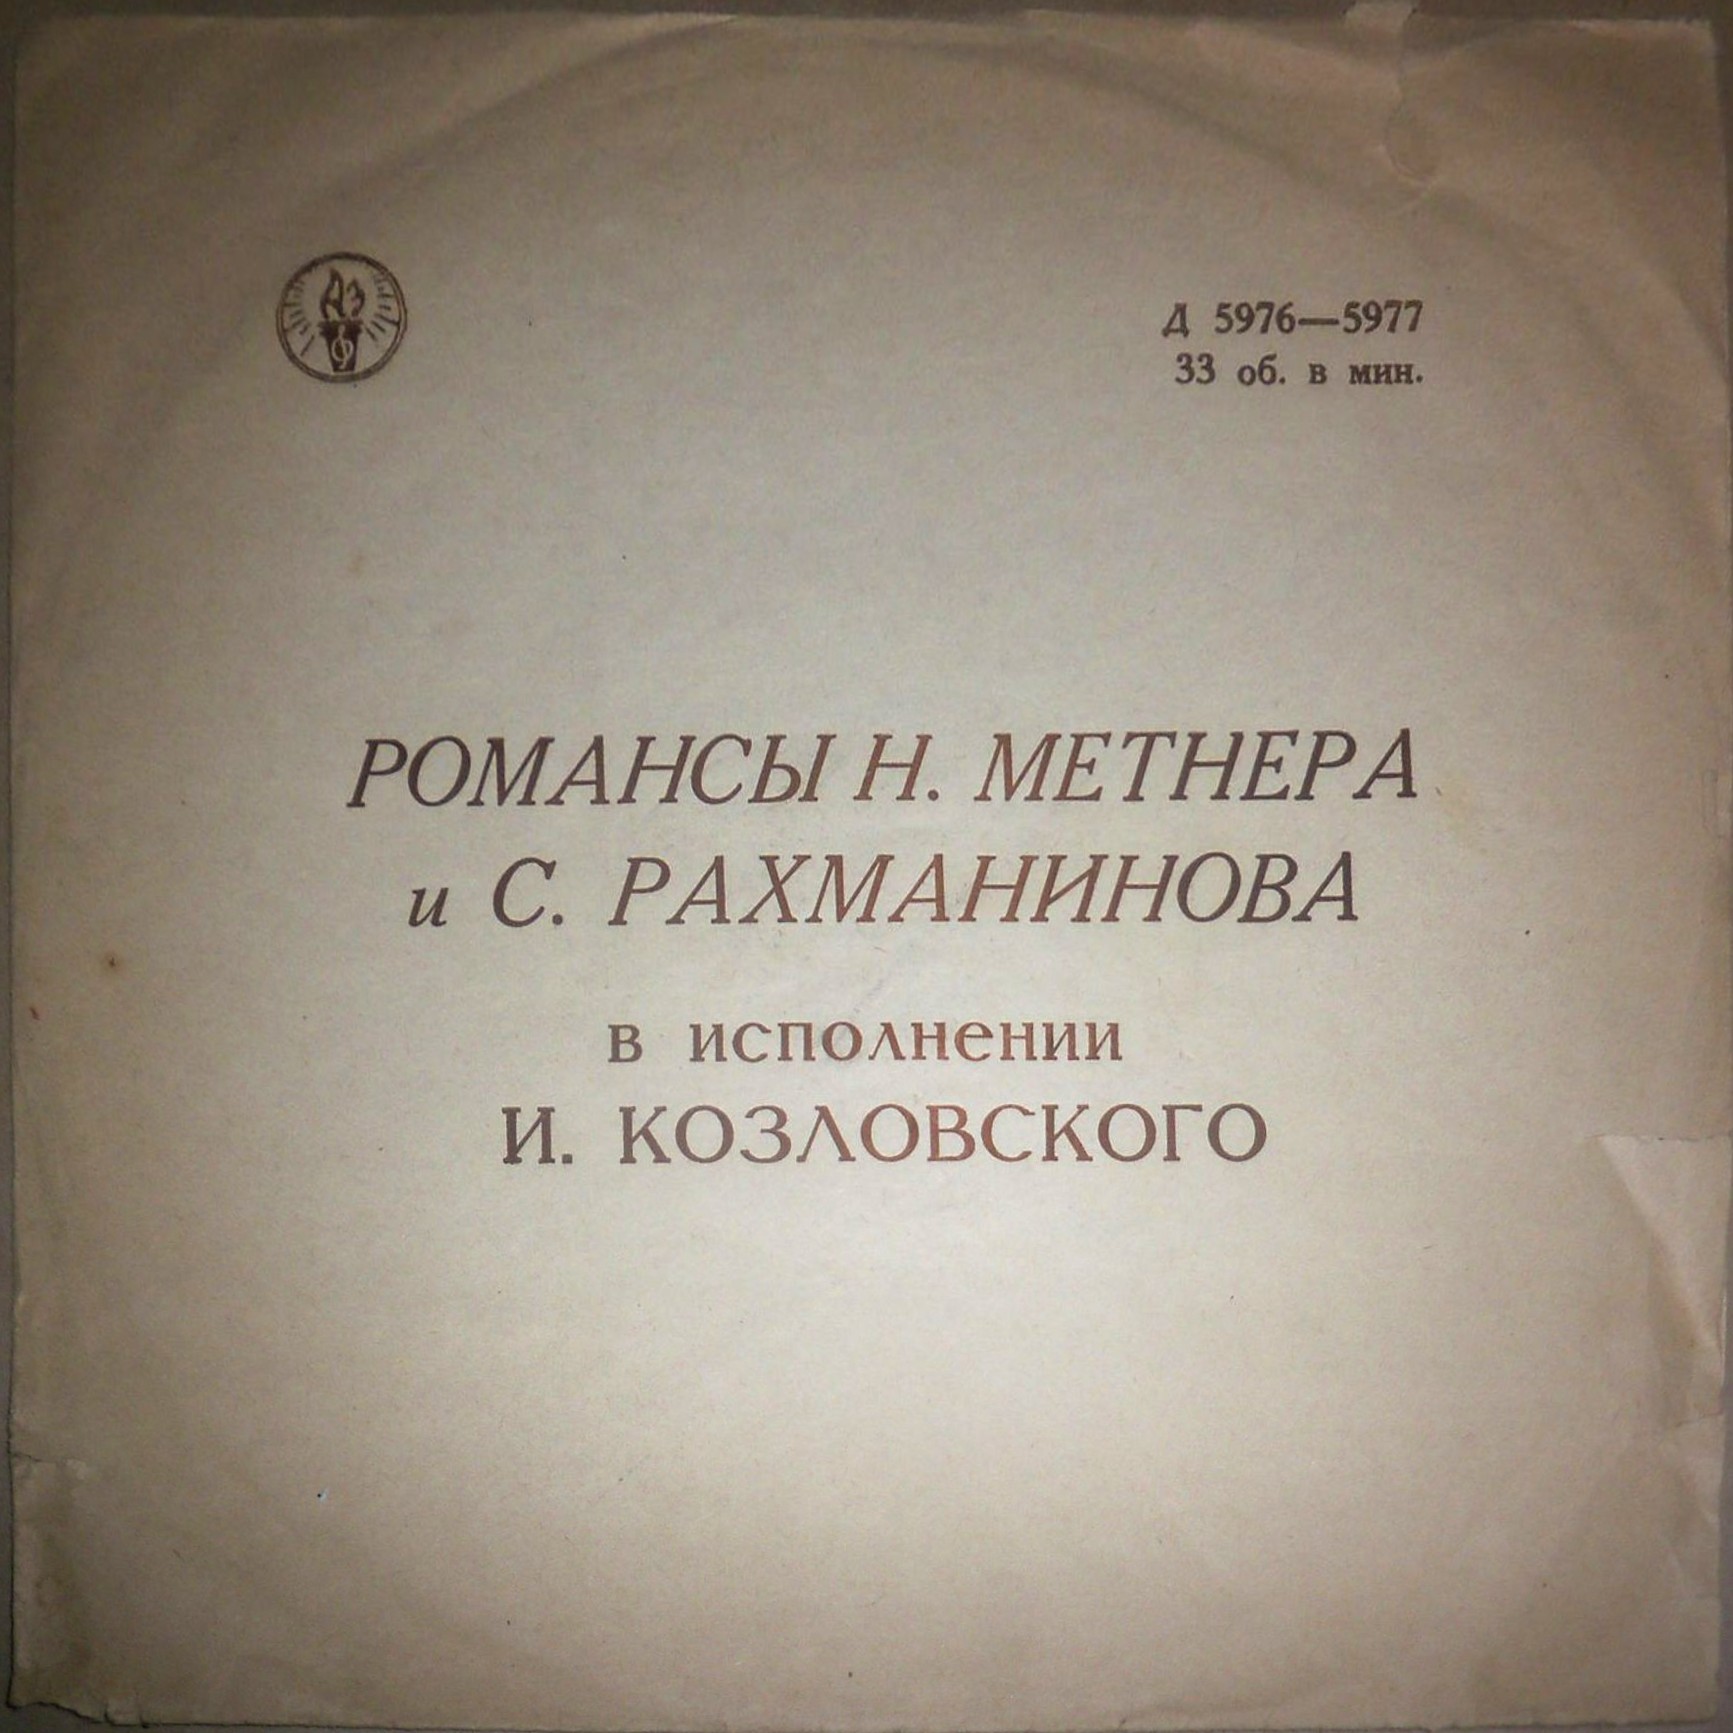 Д 5976—5977
33 об. в мин.
РОМАНСЫ Н. МЕТНЕРА
и С. РАХМАНИНОВА
в исполнении
И. КОЗЛОВСКОГО